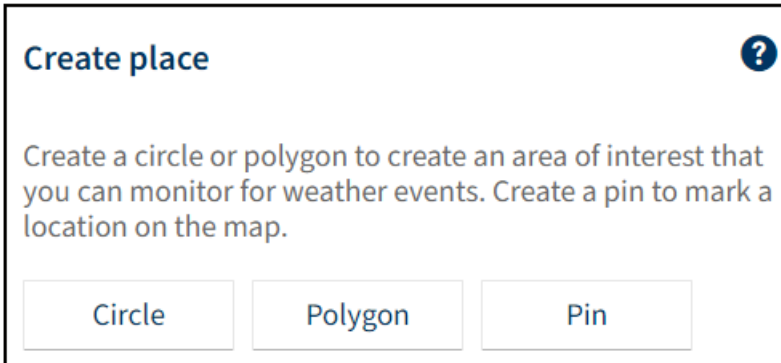 Create place ?
Create a circle or polygon to create an area of interest that
you can monitor for weather events. Create a pin to mark a
location on the map.
Circle Polygon Pin